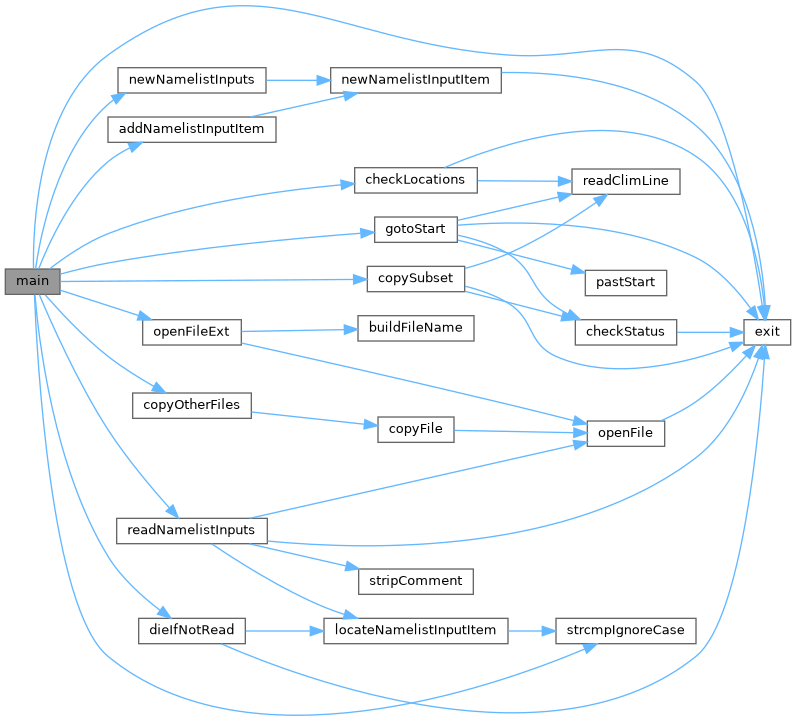 newNamelistInputs
newNamelistInputItem
addNamelistInputItem
checkLocations
readClimLine
gotoStart
main
copySubset
pastStart
openFileExt
buildFileName
checkStatus
exit
copyOtherFiles
copyFile
openFile
readNamelistInputs
stripComment
dieIfNotRead
locateNamelistInputItem
strcmpIgnoreCase